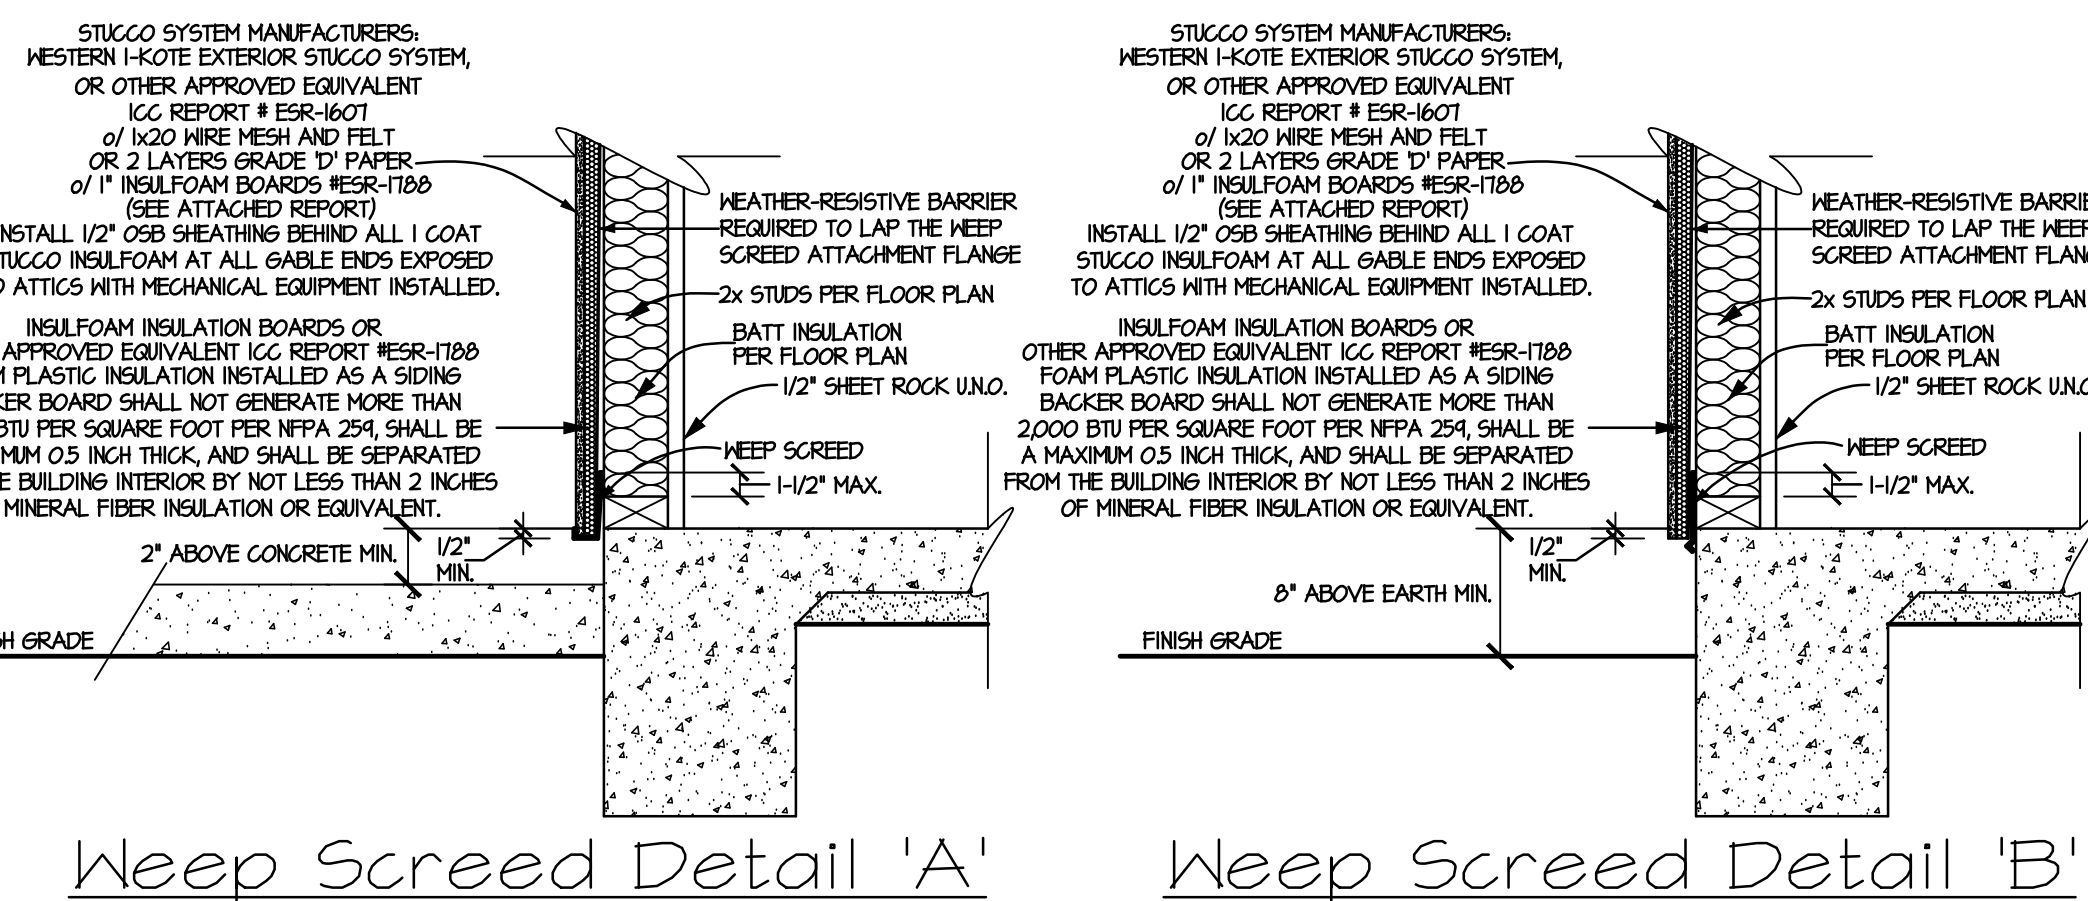 STUCCO SYSTEM MANUFACTURERS:
WESTERN 1-KOTE EXTERIOR STUCCO SYSTEM,
OR OTHER APPROVED EQUIVALENT
ICC REPORT # ESR-1607
o/ 1x20 WIRE MESH AND FELT
OR 2 LAYERS GRADE 'D' PAPER
o/ 1" INSULFOAM BOARDS #ESR-1788
(SEE ATTACHED REPORT)
NSTALL 1/2" OSB SHEATHING BEHIND ALL 1 COAT
TUCCO INSULFOAM AT ALL GABLE ENDS EXPOSED
ATTICS WITH MECHANICAL EQUIPMENT INSTALLED.
INSULFOAM INSULATION BOARDS OR
APPROVED EQUIVALENT ICC REPORT #ESR-1788
M PLASTIC INSULATION INSTALLED AS A SIDING
KER BOARD SHALL NOT GENERATE MORE THAN
BTU PER SQUARE FOOT PER NFPA 259, SHALL BE
MUM 0.5 INCH THICK, AND SHALL BE SEPARATED
E BUILDING INTERIOR BY NOT LESS THAN 2 INCHES
MINERAL FIBER INSULATION OR EQUIVALENT.
2" ABOVE CONCRETE MIN.
1/2"
MIN.
SH GRADE
WEATHER-RESISTIVE BARRIER
REQUIRED TO LAP THE WEEP
SCREED ATTACHMENT FLANGE
2x STUDS PER FLOOR PLAN
BATT INSULATION
PER FLOOR PLAN
1/2" SHEET ROCK U.N.O.
WEEP SCREED
1-1/2" MAX.
Weep Screed Detail 'A'
STUCCO SYSTEM MANUFACTURERS:
WESTERN 1-KOTE EXTERIOR STUCCO SYSTEM,
OR OTHER APPROVED EQUIVALENT
ICC REPORT # ESR-1607
o/ 1x20 WIRE MESH AND FELT
OR 2 LAYERS GRADE 'D' PAPER
o/ 1" INSULFOAM BOARDS #ESR-1788
(SEE ATTACHED REPORT)
INSTALL 1/2" OSB SHEATHING BEHIND ALL 1 COAT
STUCCO INSULFOAM AT ALL GABLE ENDS EXPOSED
TO ATTICS WITH MECHANICAL EQUIPMENT INSTALLED.
INSULFOAM INSULATION BOARDS OR
OTHER APPROVED EQUIVALENT ICC REPORT #ESR-1788
FOAM PLASTIC INSULATION INSTALLED AS A SIDING
BACKER BOARD SHALL NOT GENERATE MORE THAN
2,000 BTU PER SQUARE FOOT PER NFPA 259, SHALL BE
A MAXIMUM 0.5 INCH THICK, AND SHALL BE SEPARATED
FROM THE BUILDING INTERIOR BY NOT LESS THAN 2 INCHES
OF MINERAL FIBER INSULATION OR EQUIVALENT.
1/2"
MIN.
8" ABOVE EARTH MIN.
FINISH GRADE
WEATHER-RESISTIVE BARRIE
REQUIRED TO LAP THE WEEP
SCREED ATTACHMENT FLAN
2x STUDS PER FLOOR PLAN
BATT INSULATION
PER FLOOR PLAN
1/2" SHEET ROCK U.N.O
WEEP SCREED
1-1/2" MAX.
Weep Screed Detail 'B'